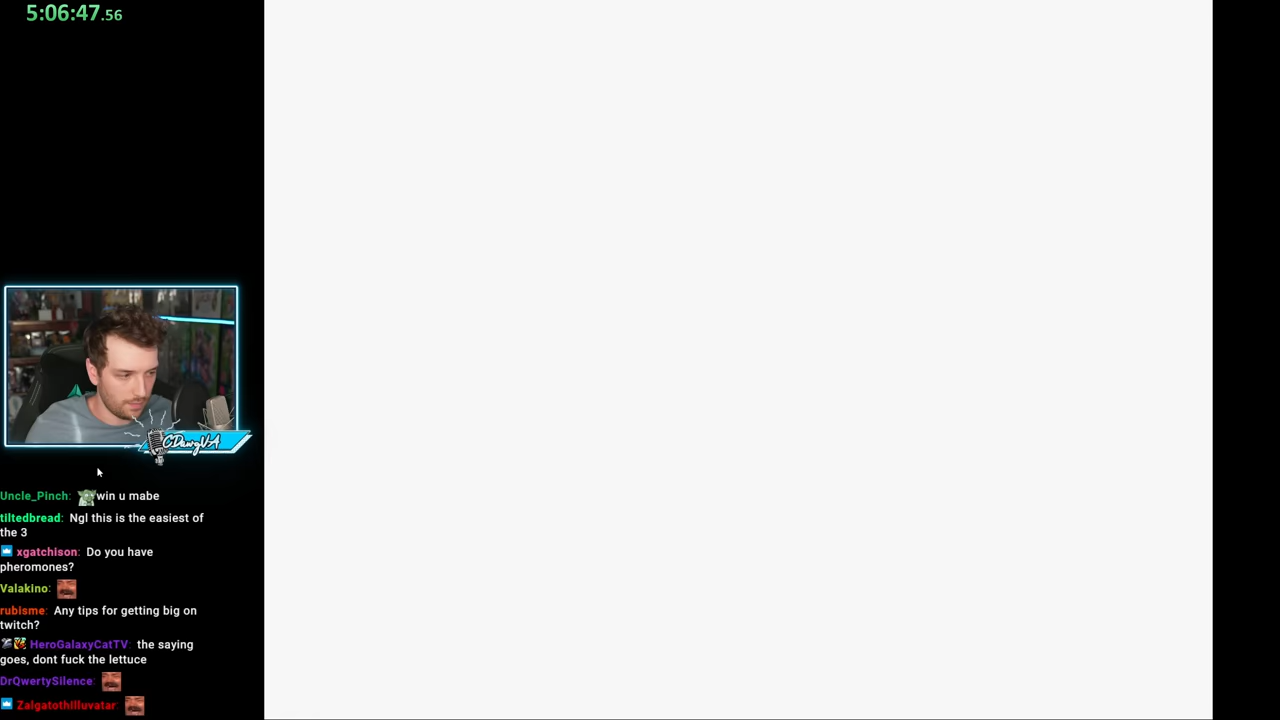 5:06:47.56
CDawgVA
Uncle_Pinch: win u mabe
tiltedbread: Ngl this is the easiest of
the 3
xgatchison: Do you have
pheromones?
Valakino:
rubisme: Any tips for getting big on
twitch?
HeroGalaxyCatTV: the saying
goes, dont fuck the lettuce
DrQwertySilence:
ZalgatothIlluvatar: